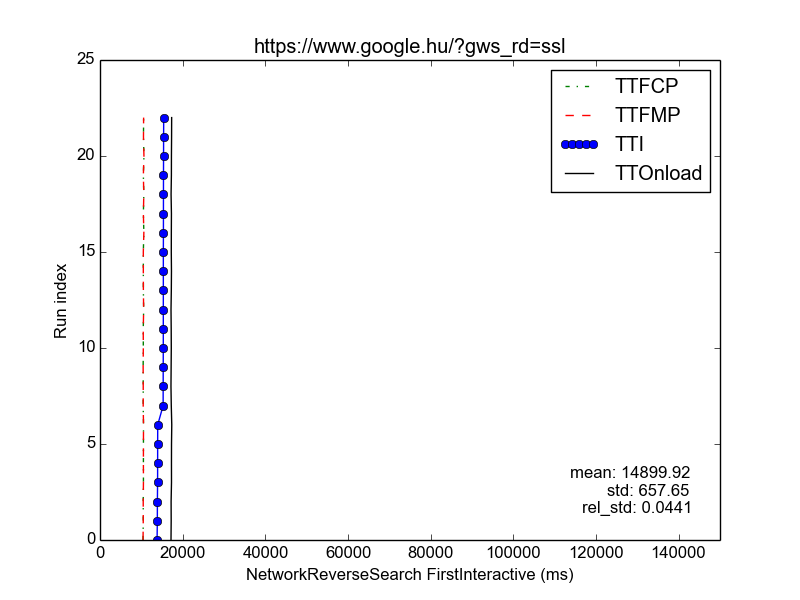 https://www.google.hu/?gws_rd=ssl
25
20
15
10
5
0
Run index
TTFCP
TTFMP
TTI
TTOnload
mean: 14899.92
std: 657.65
rel_std: 0.0441
0 20000 40000 60000 80000 100000 120000 140000
NetworkReverseSearch FirstInteractive (ms)